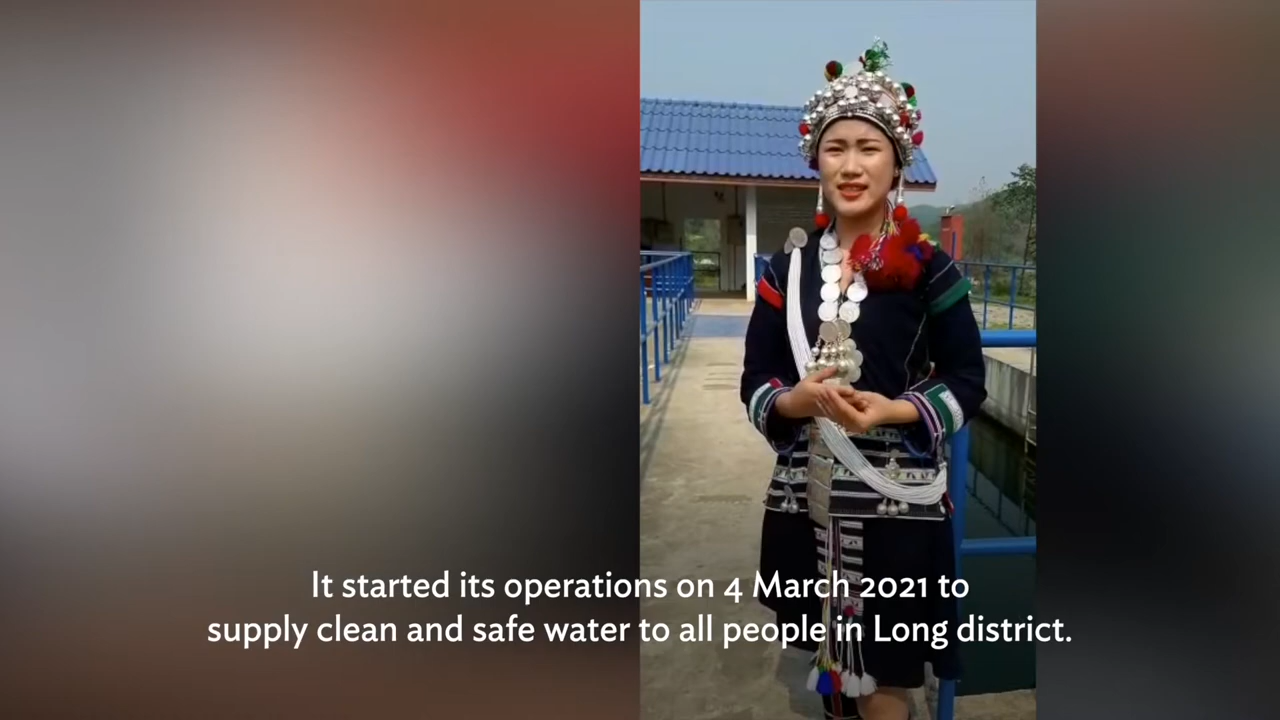 It started its operations on 4 March 2021 to
supply clean and safe water to all people in Long district.